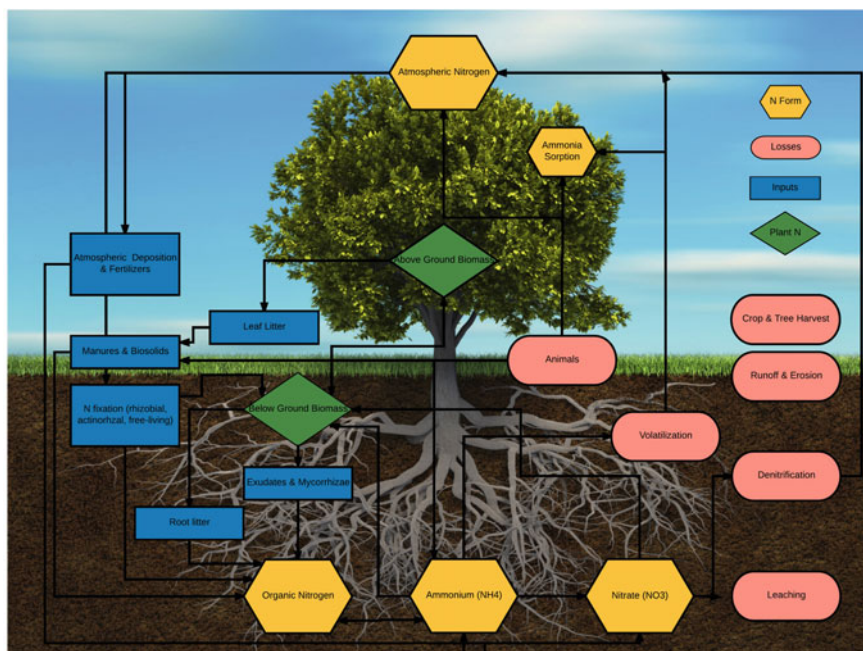 Atmospheric Nitrogen
N Form
Ammonia
Sorption
Losses
Inputs
Plant N
Atmospheric Deposition
& Fertilizers
Above Ground Biomass
Leaf Litter
Crop & Tree Harvest
Manures & Biosolids
Animals
Runoff & Erosion
N fixation (rhizobial,
actinorhzal, free-living)
Below Ground Biomass
Volatilization
Exudates & Mycorrhizae
Denitrification
Root litter
Organic Nitrogen
Ammonium (NH4)
Nitrate (NO3)
Leaching